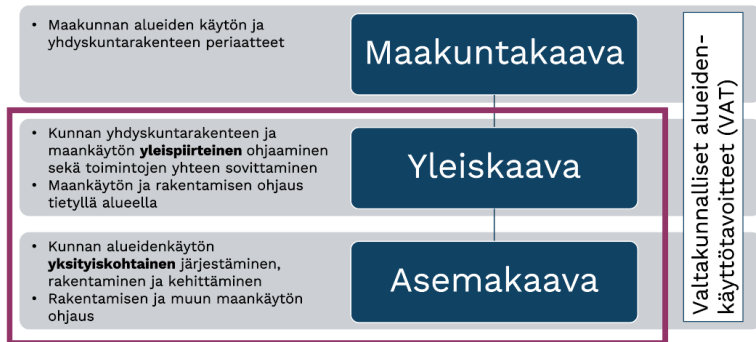 • Maakunnan alueiden käytön ja
yhdyskuntarakenteen periaatteet
Maakuntakaava
• Kunnan yhdyskuntarakenteen ja
maankäytön yleispiirteinen ohjaaminen
sekä toimintojen yhteen sovittaminen
• Maankäytön ja rakentamisen ohjaus
tietyllä alueella
Yleiskaava
• Kunnan alueidenkäytön
yksityiskohtainen järjestäminen,
rakentaminen ja kehittäminen
• Rakentamisen ja muun maankäytön
ohjaus
Asemakaava
Valtakunnalliset alueiden-
käyttötavoitteet (VAT)